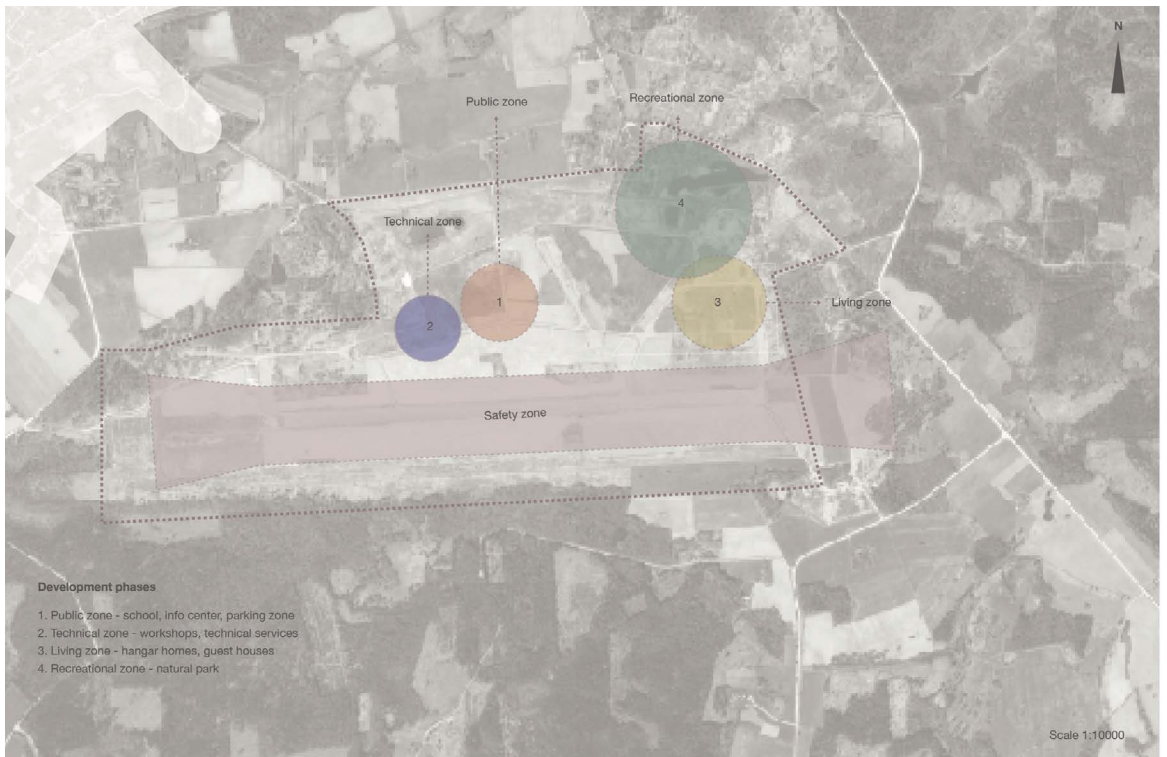 N
Public zone
Recreational zone
4
Technical zone
1
3
Living zone
2
Safety zone
Development phases
1. Public zone - school, info center, parking zone
2. Technical zone - workshops, technical services
3. Living zone - hangar homes, guest houses
4. Recreational zone - natural park
Scale 1:10000